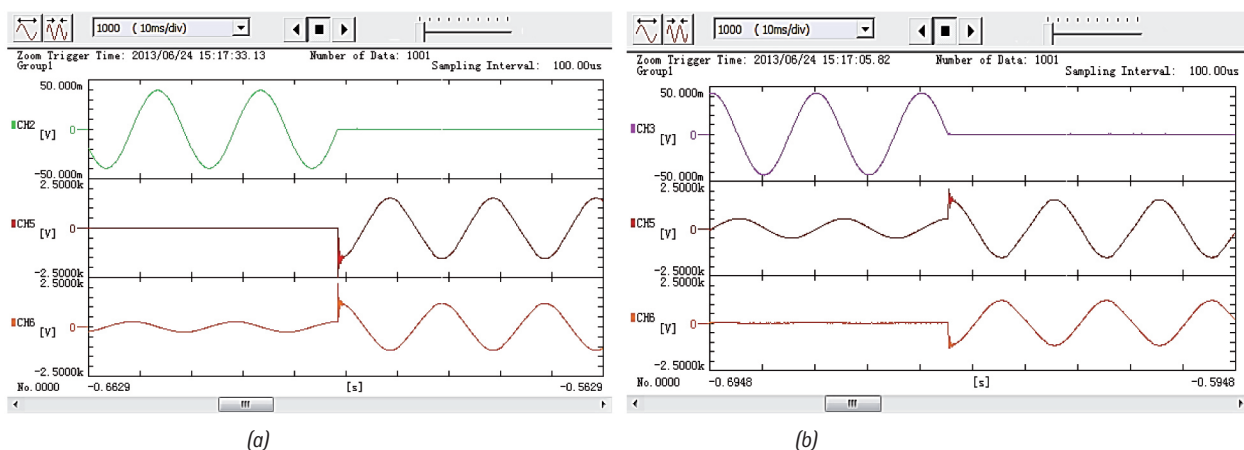 1000 ( 10ms/div)
Zoom Trigger Time: 2013/06/24 15:17:33.13 Number of Data: 1001
Group1 Sampling Interval: 100.00us
50.000m
CH2 [V] 0
-50.000m
2.5000k
CH5 [V] 0
-2.5000k
2.5000k
CH6 [V] 0
-2.5000k
No.0000 -0.6629 [s] -0.5629
(a)
1000 ( 10ms/div)
Zoom Trigger Time: 2013/06/24 15:17:05.82 Number of Data: 1001
Group1 Sampling Interval: 100.00us
50.000m
CH3 [V] 0
-50.000m
2.5000k
CH5 [V] 0
-2.5000k
2.5000k
CH6 [V] 0
-2.5000k
No.0000 -0.6948 [s] -0.5948
(b)